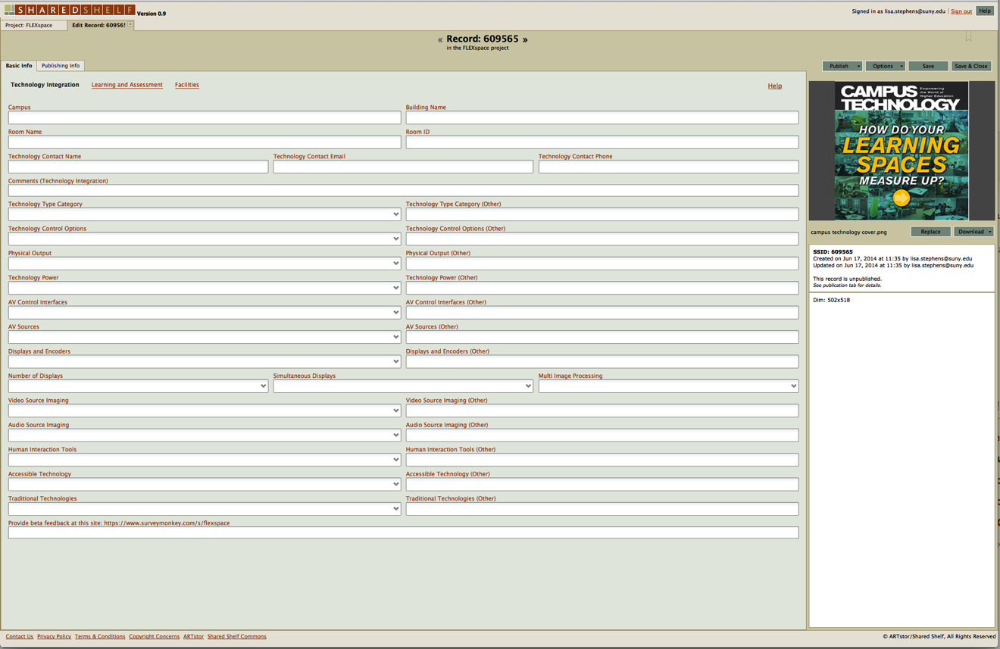 SHAREDSHELF Version 0.9
Signed in as lisa.stephens@suny.edu | Sign out Help
Project: FLEXspace Edit Record: 60956!
« Record: 609565 »
in the FLEXspace project
Basic Info Publishing Info Publish Options Save Save & Close
Technology Integration Learning and Assessment Facilities Help
Campus Building Name
Room Name Room ID
Technology Contact Name Technology Contact Email Technology Contact Phone
Comments (Technology Integration)
Technology Type Category Technology Type Category (Other)
Technology Control Options Technology Control Options (Other)
Physical Output Physical Output (Other)
Technology Power Technology Power (Other)
AV Control Interfaces AV Control Interfaces (Other)
AV Sources AV Sources (Other)
Displays and Encoders Displays and Encoders (Other)
Number of Displays Simultaneous Displays Multi Image Processing
Video Source Imaging Video Source Imaging (Other)
Audio Source Imaging Audio Source Imaging (Other)
Human Interaction Tools Human Interaction Tools (Other)
Accessible Technology Accessible Technology (Other)
Traditional Technologies Traditional Technologies (Other)
Provide beta feedback at this site: https://www.surveymonkey.com/s/flexspace
CAMPUS TECHNOLOGY
Empowering
the World of
Higher Education
HOW DO YOUR
LEARNING
SPACES
MEASURE UP?
campus technology cover.png Replace Download
SSID: 609565
Created on Jun 17, 2014 at 11:35 by lisa.stephens@suny.edu
Updated on Jun 17, 2014 at 11:35 by lisa.stephens@suny.edu
This record is unpublished.
See publication tab for details.
Dim: 502x518
Contact Us Privacy Policy Terms & Conditions Copyright Concerns ARTstor Shared Shelf Commons
© ARTstor/Shared Shelf, All Rights Reserved